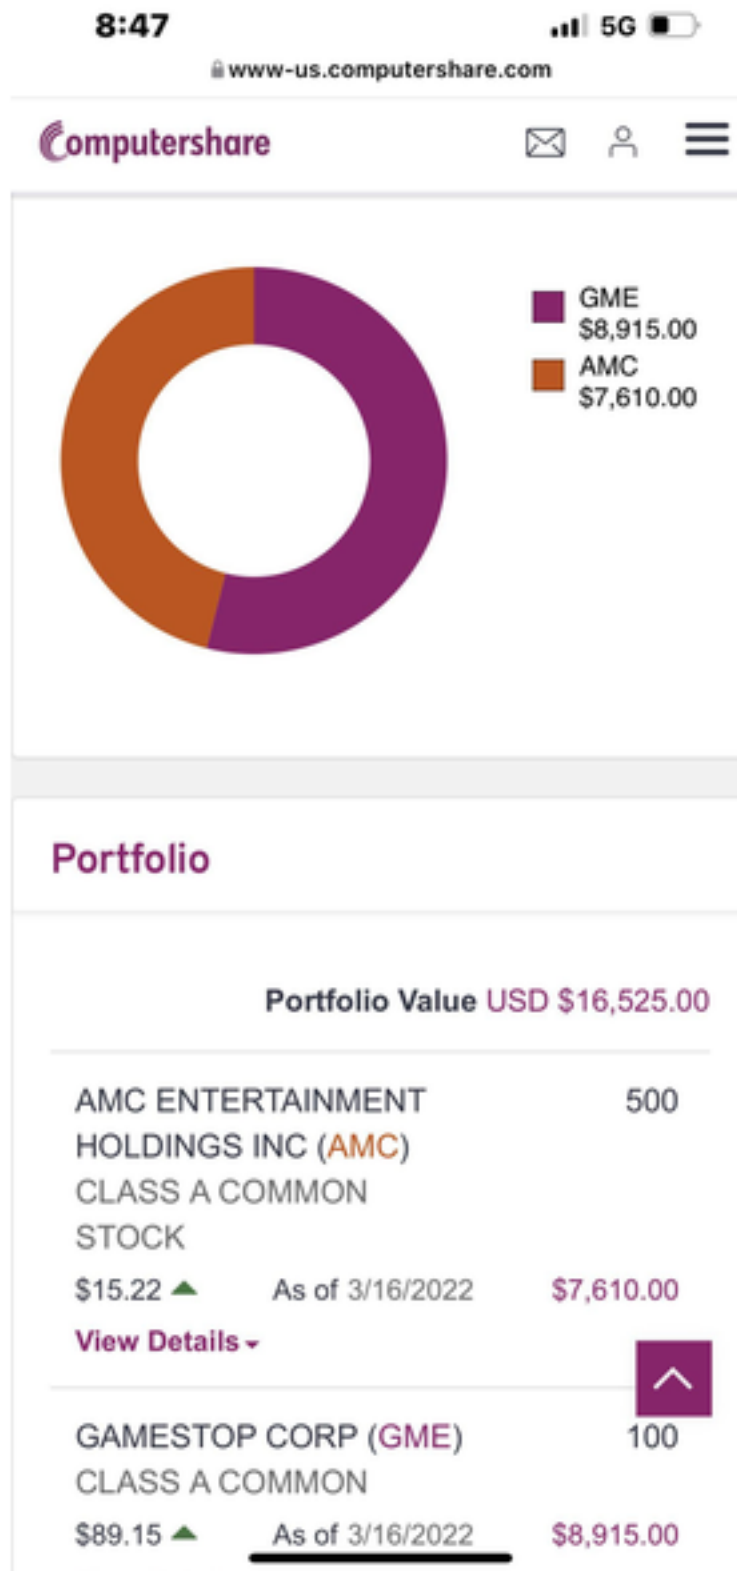 8:47
5G
www-us.computershare.com
Computershare
GME
$8,915.00
AMC
$7,610.00
Portfolio
Portfolio Value USD $16,525.00
AMC ENTERTAINMENT 500
HOLDINGS INC (AMC)
CLASS A COMMON
STOCK
$15.22 As of 3/16/2022 $7,610.00
View Details
GAMESTOP CORP (GME) 100
CLASS A COMMON
$89.15 As of 3/16/2022 $8,915.00